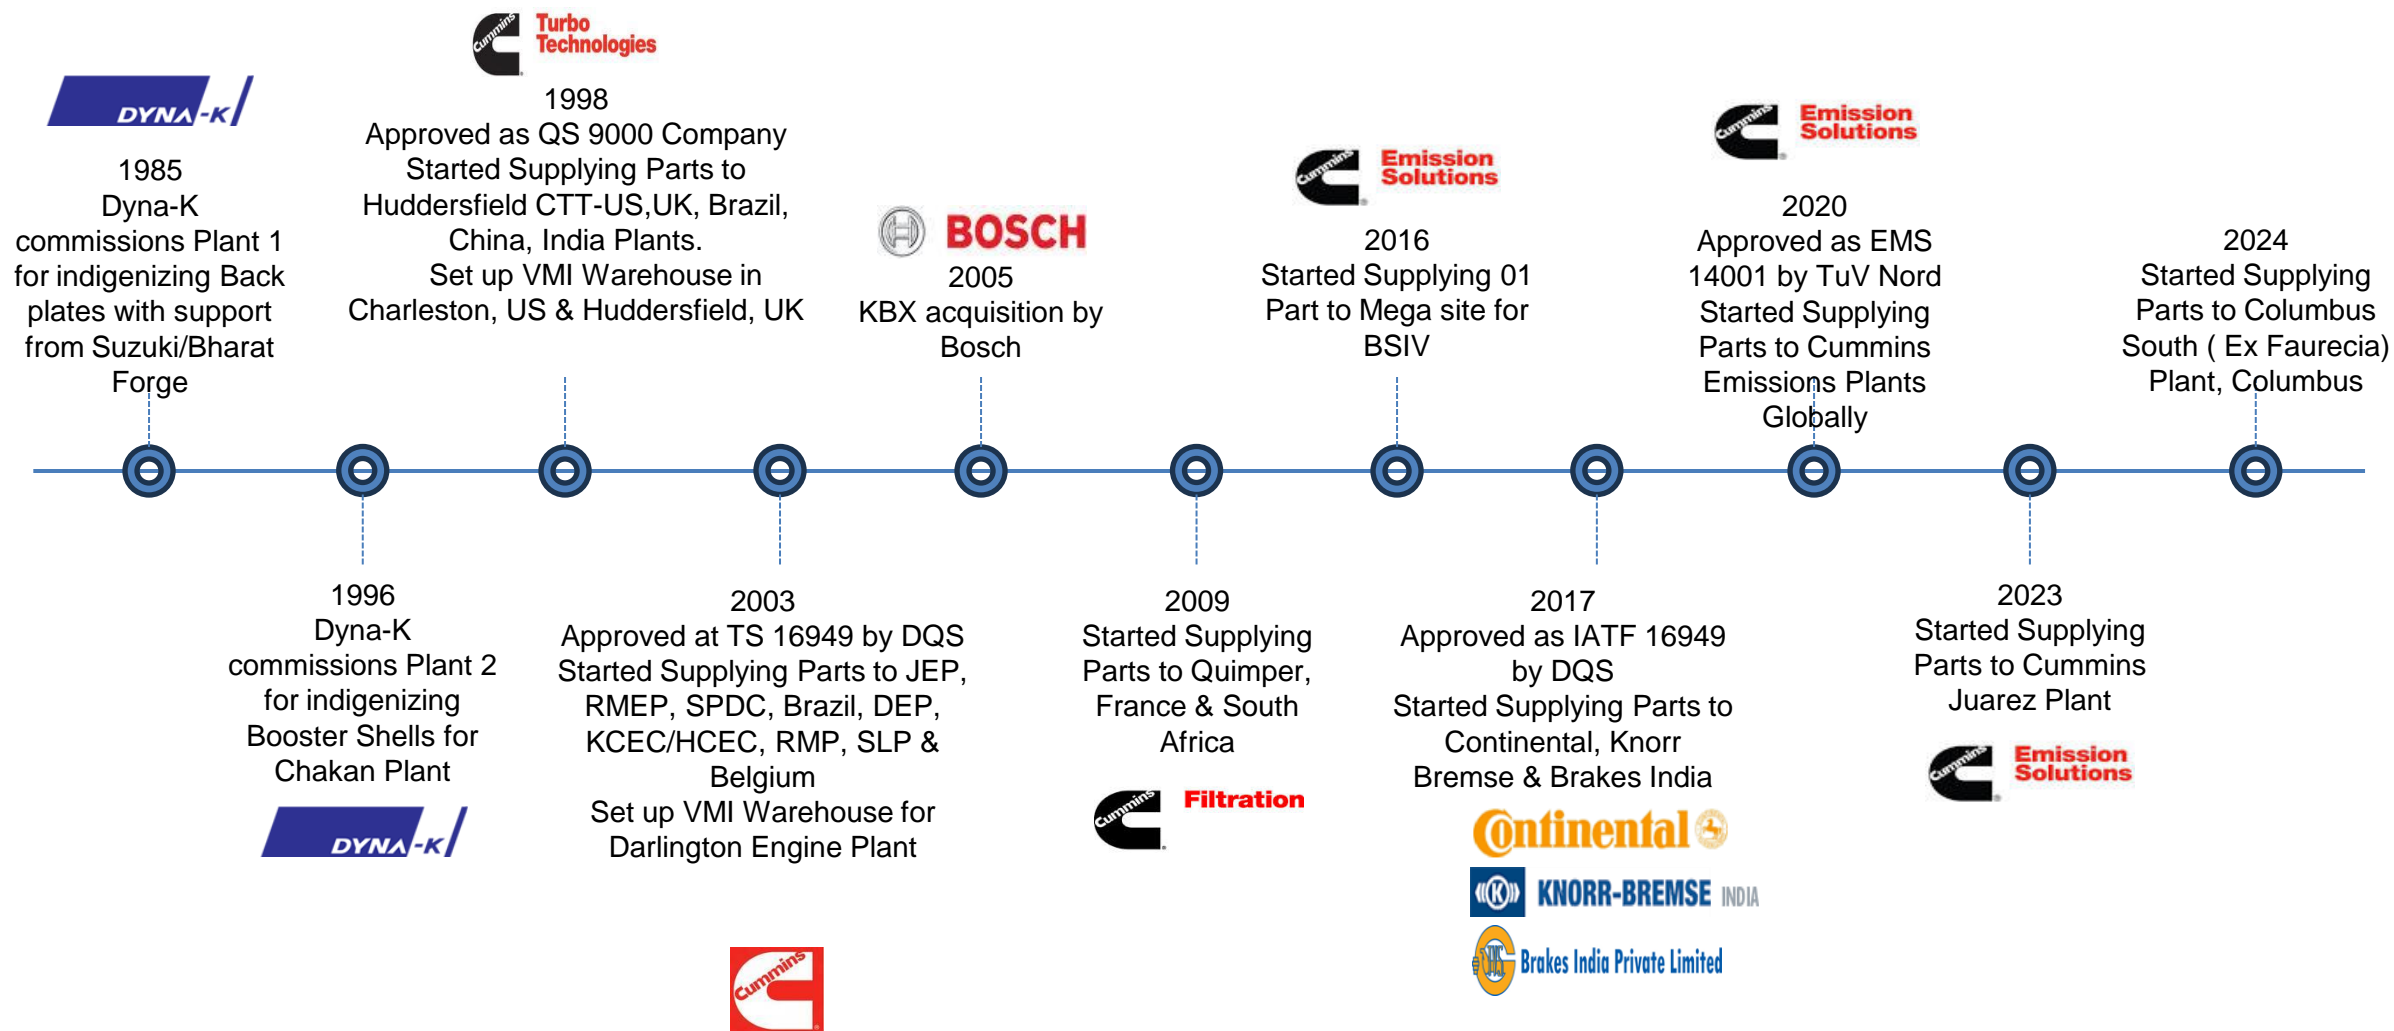 DYNA-K
1985
Dyna-K
commissions Plant 1
for indigenizing Back
plates with support
from Suzuki/Bharat
Forge
1996
Dyna-K
commissions Plant 2
for indigenizing
Booster Shells for
Chakan Plant
DYNA-K
Cummins
Turbo
Technologies
1998
Approved as QS 9000 Company
Started Supplying Parts to
Huddersfield CTT-US,UK, Brazil,
China, India Plants.
Set up VMI Warehouse in
Charleston, US & Huddersfield, UK
2003
Approved at TS 16949 by DQS
Started Supplying Parts to JEP,
RMEP, SPDC, Brazil, DEP,
KCEC/HCEC, RMP, SLP &
Belgium
Set up VMI Warehouse for
Darlington Engine Plant
Cummins
BOSCH
2005
KBX acquisition by
Bosch
2009
Started Supplying
Parts to Quimper,
France & South
Africa
Cummins
Filtration
Cummins
Emission
Solutions
2016
Started Supplying 01
Part to Mega site for
BSIV
2017
Approved as IATF 16949
by DQS
Started Supplying Parts to
Continental, Knorr
Bremse & Brakes India
Continental
K KNORR-BREMSE INDIA
Brakes India Private Limited
Cummins
Emission
Solutions
2020
Approved as EMS
14001 by TuV Nord
Started Supplying
Parts to Cummins
Emissions Plants
Globally
2023
Started Supplying
Parts to Cummins
Juarez Plant
Cummins
Emission
Solutions
2024
Started Supplying
Parts to Columbus
South ( Ex Faurecia)
Plant, Columbus